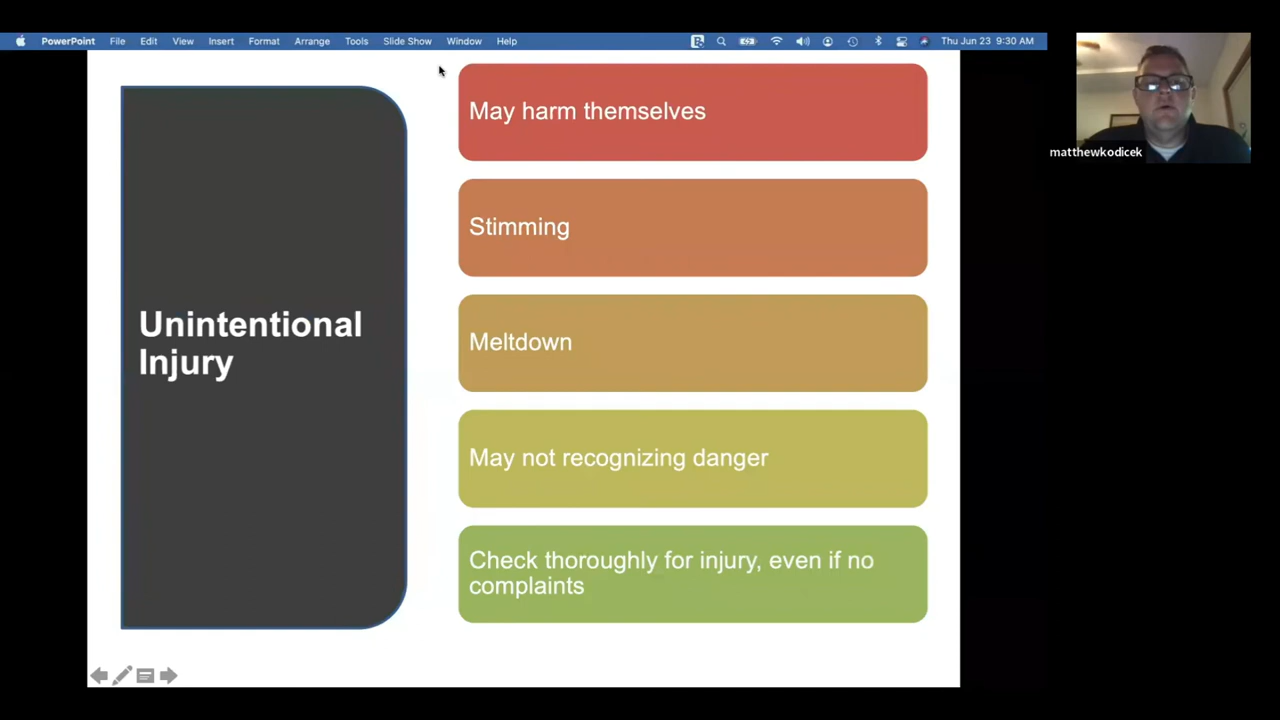 PowerPoint File Edit View Insert Format Arrange Tools Slide Show Window Help Thu Jun 23 9:30 AM
matthewkodicek
Unintentional
Injury
May harm themselves
Stimming
Meltdown
May not recognizing danger
Check thoroughly for injury, even if no
complaints